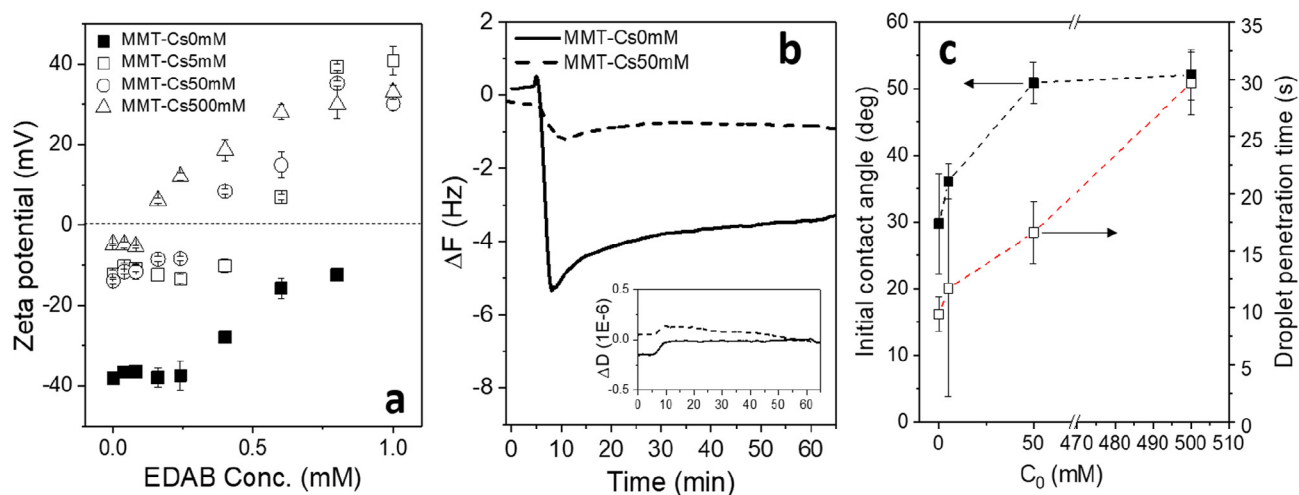 Zeta potential (mV)
40
20
0
-20
-40
MMT-Cs0mM
MMT-Cs5mM
MMT-Cs50mM
MMT-Cs500mM
a
0.0
0.5
1.0
EDAB Conc. (mM)
ΔF (Hz)
2
0
-2
-4
-6
-8
MMT-Cs0mM
MMT-Cs50mM
b
ΔD (1E-6)
0.5
0.0
-0.5
0 10 20 30 40 50 60
0 10 20 30 40 50 60
Time (min)
Initial contact angle (deg)
60
50
40
30
20
10
0
c
35
30
25
20
15
10
5
0
Droplet penetration time (s)
0 50 470 480 490 500 510
C₀ (mM)